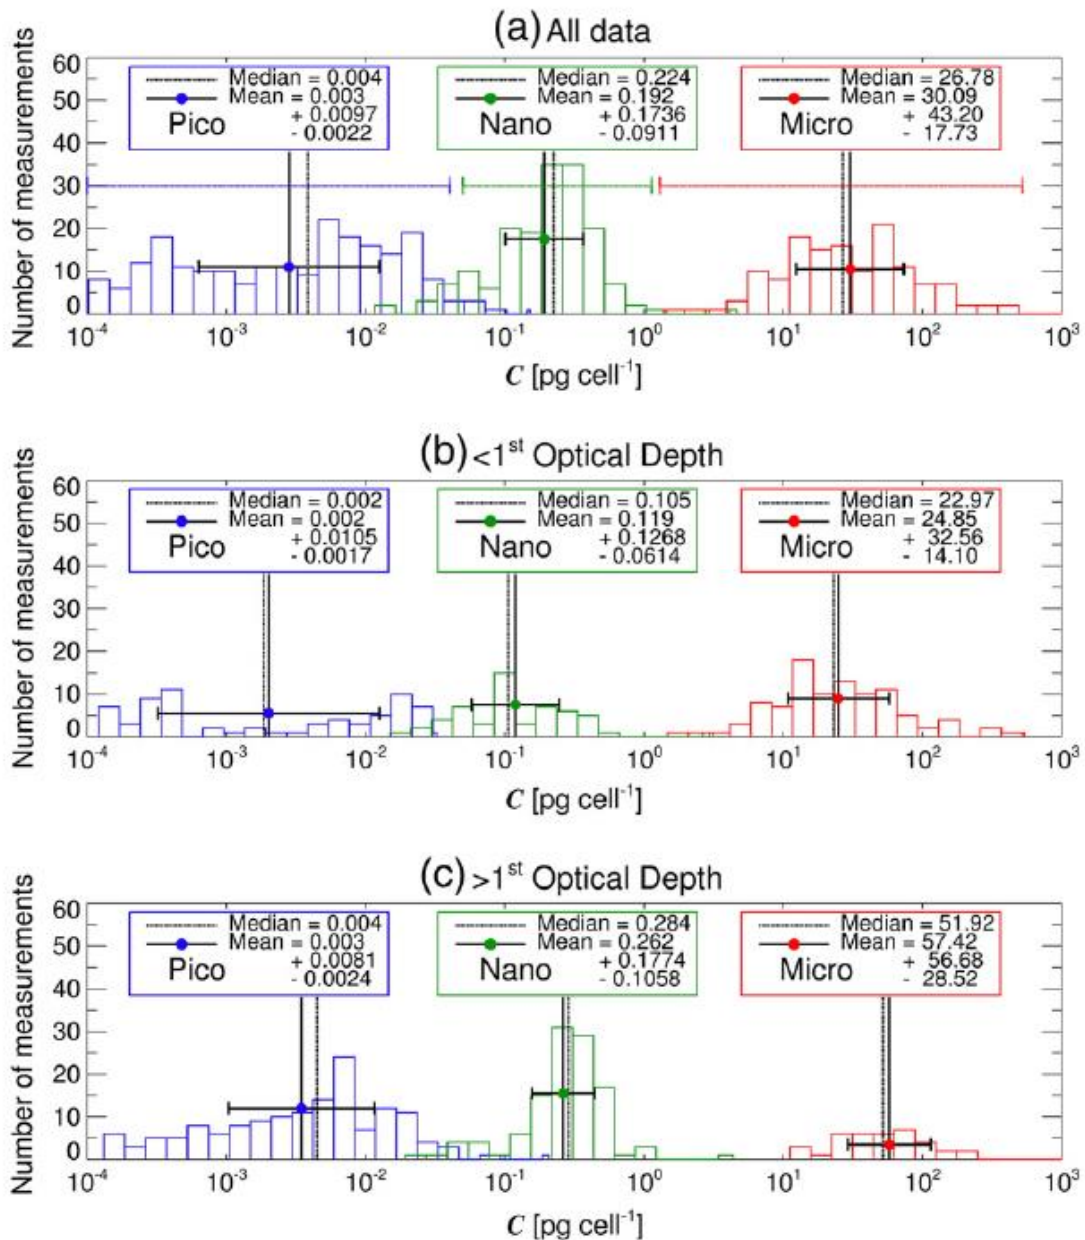 (a) All data
Number of measurements
60
50
40
30
20
10
0
Median = 0.004
Mean = 0.003
+ 0.0097
- 0.0022
Pico
Median = 0.224
Mean = 0.192
+ 0.1736
- 0.0911
Nano
Median = 26.78
Mean = 30.09
+ 43.20
- 17.73
Micro
10⁻⁴ 10⁻³ 10⁻² 10⁻¹ 10⁰ 10¹ 10² 10³
C [pg cell⁻¹]
(b) <1ˢᵗ Optical Depth
Number of measurements
60
50
40
30
20
10
0
Median = 0.002
Mean = 0.002
+ 0.0105
- 0.0017
Pico
Median = 0.105
Mean = 0.119
+ 0.1268
- 0.0614
Nano
Median = 22.97
Mean = 24.85
+ 32.56
- 14.10
Micro
10⁻⁴ 10⁻³ 10⁻² 10⁻¹ 10⁰ 10¹ 10² 10³
C [pg cell⁻¹]
(c) >1ˢᵗ Optical Depth
Number of measurements
60
50
40
30
20
10
0
Median = 0.004
Mean = 0.003
+ 0.0081
- 0.0024
Pico
Median = 0.284
Mean = 0.262
+ 0.1774
- 0.1058
Nano
Median = 51.92
Mean = 57.42
+ 56.68
- 28.52
Micro
10⁻⁴ 10⁻³ 10⁻² 10⁻¹ 10⁰ 10¹ 10² 10³
C [pg cell⁻¹]